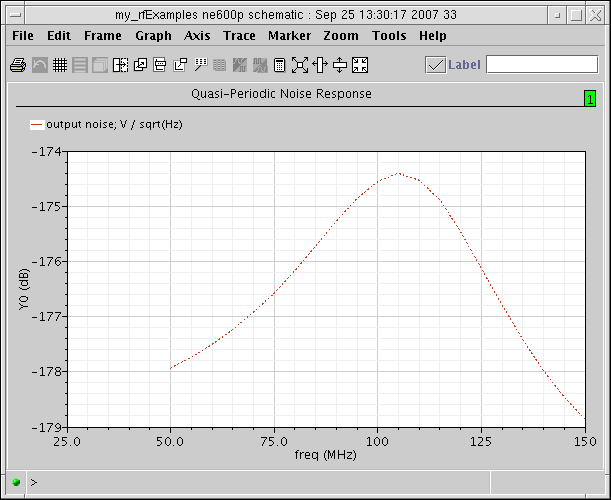 my_rfExamples ne600p schematic : Sep 25 13:30:17 2007 33
File Edit Frame Graph Axis Trace Marker Zoom Tools Help
Label
Quasi-Periodic Noise Response
1
output noise; V / sqrt(Hz)
-174
-175
-176
-177
-178
-179
Y0 (dB)
25.0 50.0 75.0 100 125 150
freq (MHz)
>